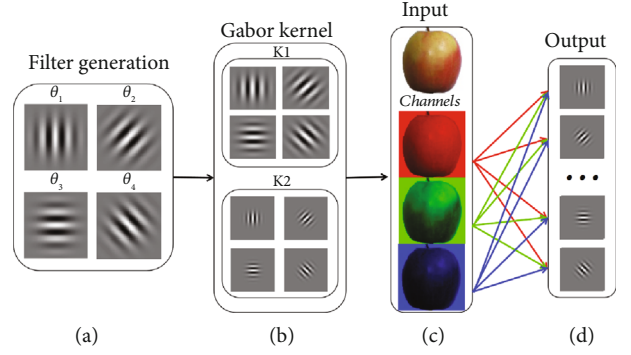 Filter generation
θ1
θ2
θ3
θ4
(a)
Gabor kernel
K1
K2
(b)
Input
Channels
(c)
Output
(d)